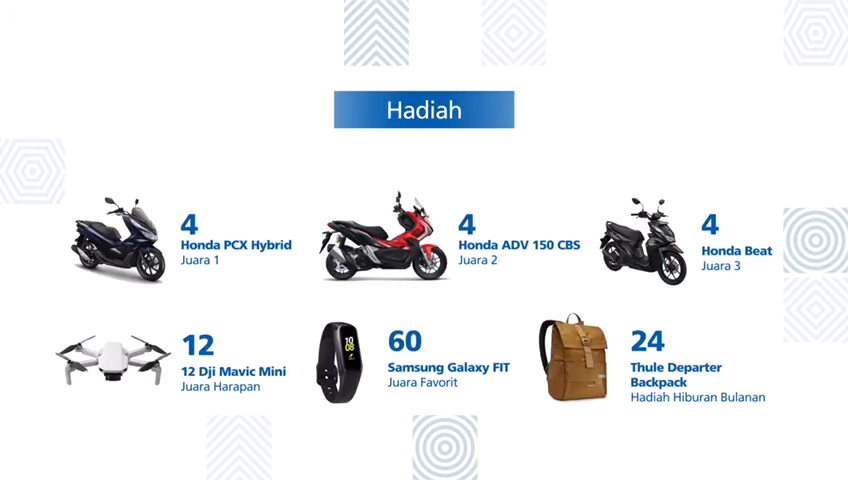 Hadiah
4
Honda PCX Hybrid
Juara 1
4
Honda ADV 150 CBS
Juara 2
4
Honda Beat
Juara 3
12
12 Dji Mavic Mini
Juara Harapan
60
Samsung Galaxy FIT
Juara Favorit
24
Thule Departer
Backpack
Hadiah Hiburan Bulanan